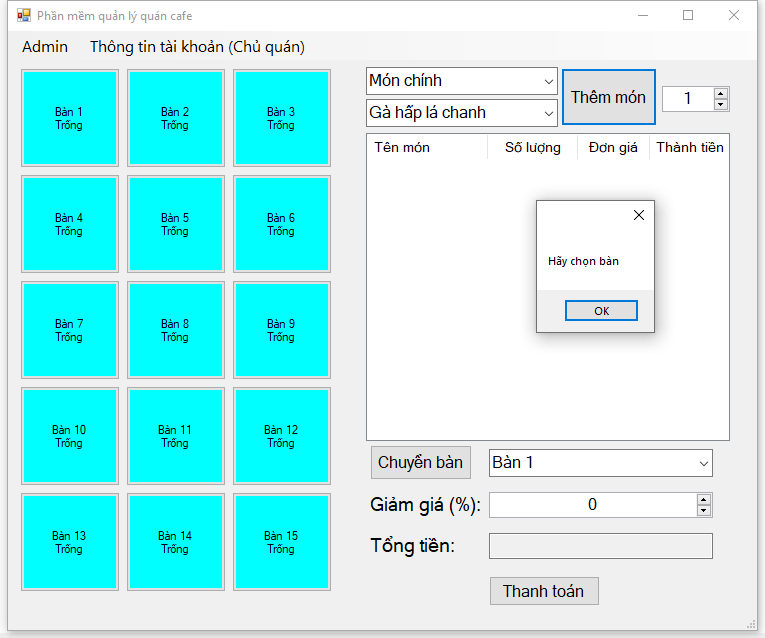 Phần mềm quản lý quán cafe
Admin Thông tin tài khoản (Chủ quán)
Bàn 1
Trống
Bàn 2
Trống
Bàn 3
Trống
Bàn 4
Trống
Bàn 5
Trống
Bàn 6
Trống
Bàn 7
Trống
Bàn 8
Trống
Bàn 9
Trống
Bàn 10
Trống
Bàn 11
Trống
Bàn 12
Trống
Bàn 13
Trống
Bàn 14
Trống
Bàn 15
Trống
Món chính
Gà hấp lá chanh
Thêm món
1
Tên món Số lượng Đơn giá Thành tiền
Hãy chọn bàn
OK
Chuyển bàn Bàn 1
Giảm giá (%): 0
Tổng tiền:
Thanh toán